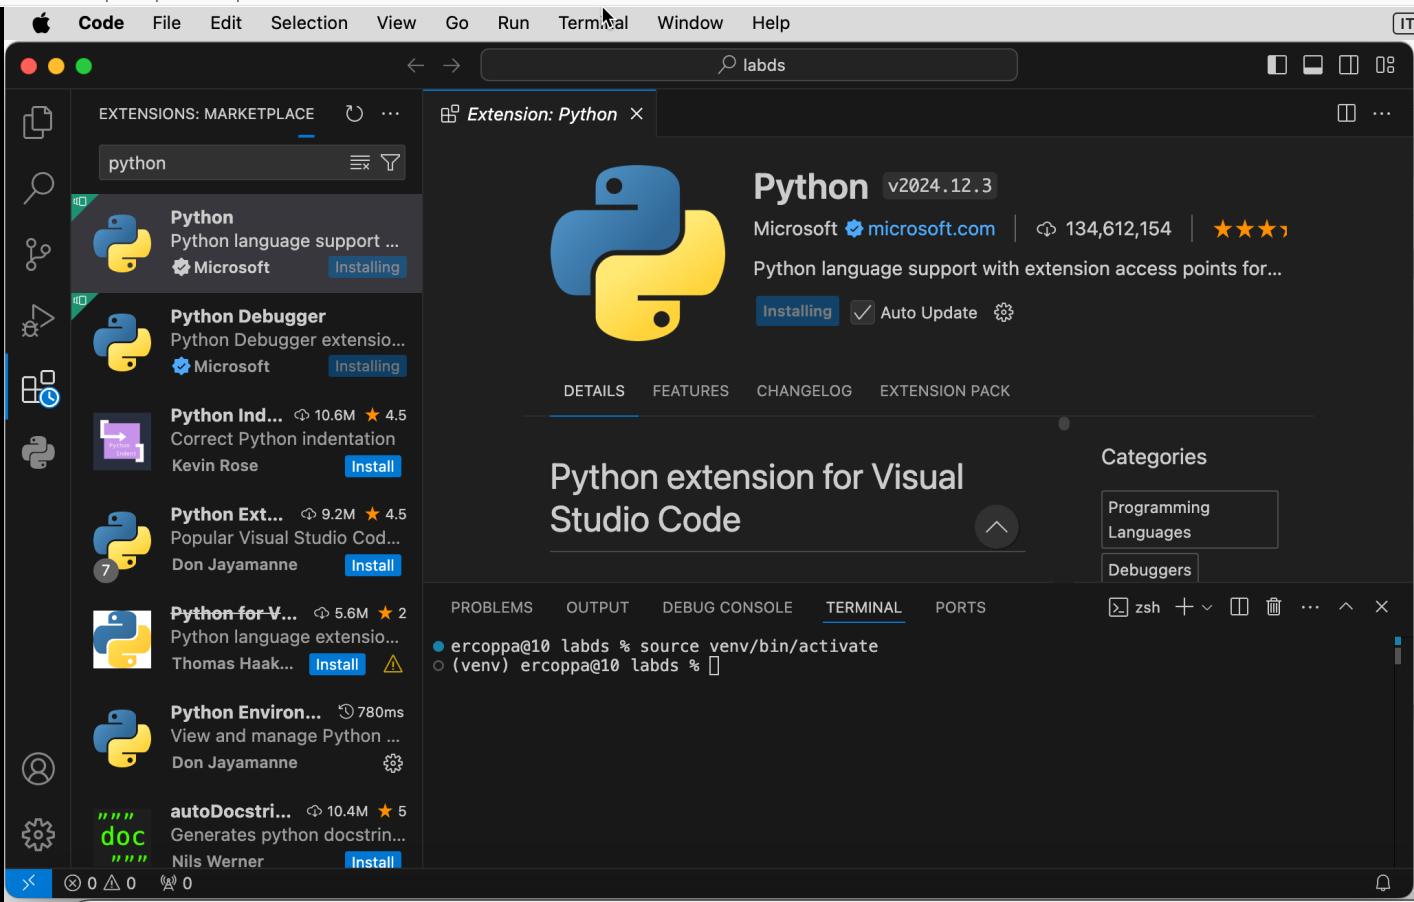 Code File Edit Selection View Go Run Terminal Window Help IT
labds
EXTENSIONS: MARKETPLACE
python
Python
Python language support ...
Microsoft Installing
Python Debugger
Python Debugger extensio...
Microsoft Installing
Python Ind... 10.6M ★ 4.5
Correct Python indentation
Kevin Rose Install
Python Ext... 9.2M ★ 4.5
Popular Visual Studio Cod...
7 Don Jayamanne Install
Python for V... 5.6M ★ 2
Python language extensio...
Thomas Haak... Install
Python Environ... 780ms
View and manage Python ...
Don Jayamanne
autoDocstri... 10.4M ★ 5
""" doc """
Generates python docstrin...
Nils Werner Install
Extension: Python
Python v2024.12.3
Microsoft microsoft.com 134,612,154
Python language support with extension access points for...
Installing Auto Update
DETAILS FEATURES CHANGELOG EXTENSION PACK
Python extension for Visual
Studio Code
Categories
Programming
Languages
Debuggers
PROBLEMS OUTPUT DEBUG CONSOLE TERMINAL PORTS zsh
ercoppa@10 labds % source venv/bin/activate
(venv) ercoppa@10 labds %
0 0 0